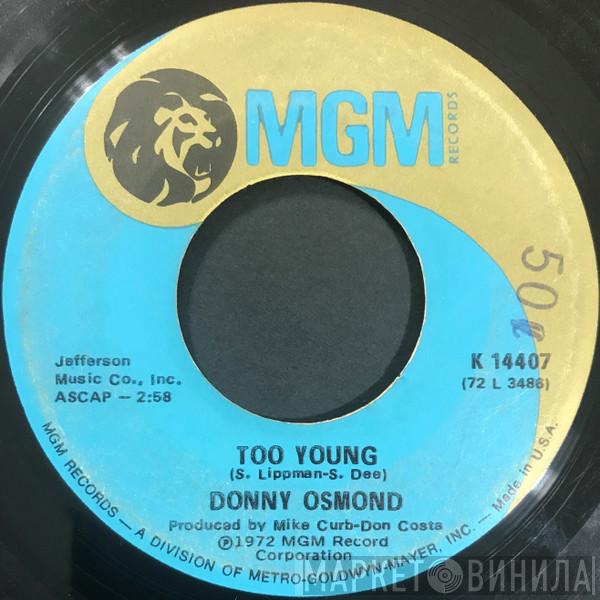 MGM
RECORDS
50¢
Jefferson
Music Co., Inc.
ASCAP – 2:58
K 14407
(72 L 3486)
TOO YOUNG
(S. Lippman-S. Dee)
DONNY OSMOND
Produced by Mike Curb-Don Costa
℗1972 MGM Record
Corporation
MGM RECORDS – A DIVISION OF METRO-GOLDWYN-MAYER, INC. – Made in U.S.A.
МАРКЕТ ВИНИЛА